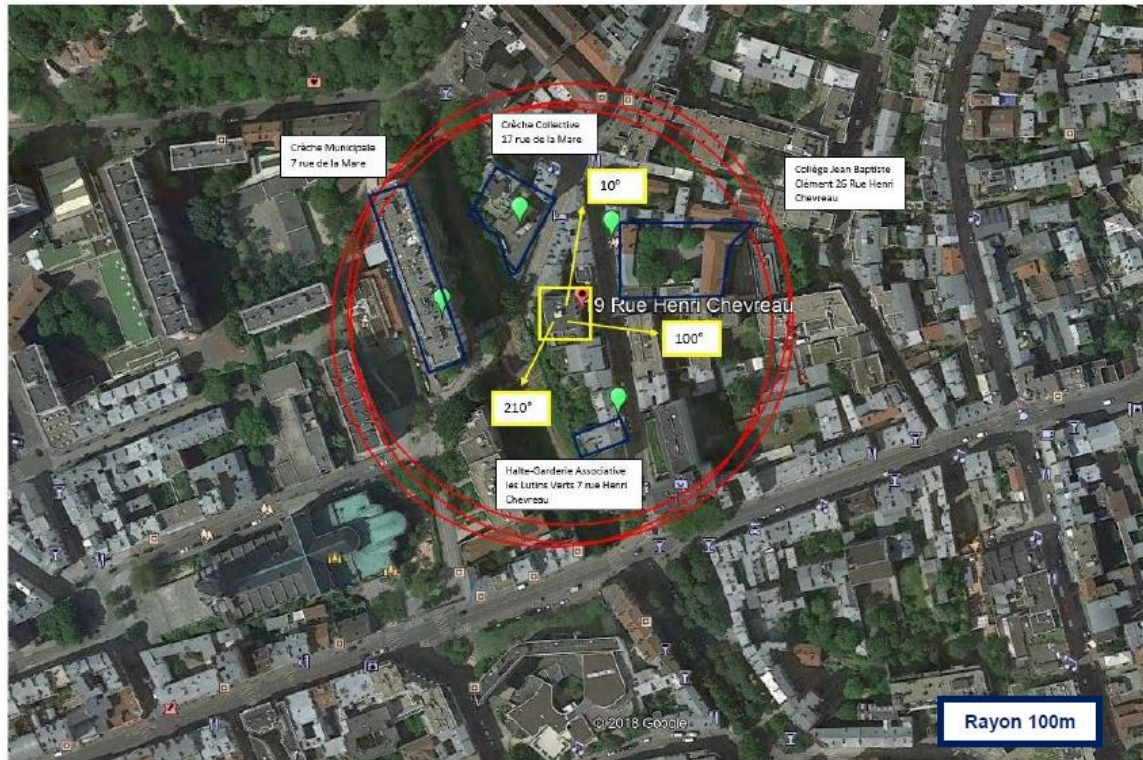 Crèche Collective
17 rue de la Mare
Crèche Municipale
7 rue de la Mare
Collège Jean Baptiste
Clément 26 Rue Henri
Chevreau
10°
9 Rue Henri Chevreau
100°
210°
Halte-Garderie Associative
les Lutins Verts 7 rue Henri
Chevreau
© 2018 Google
Rayon 100m